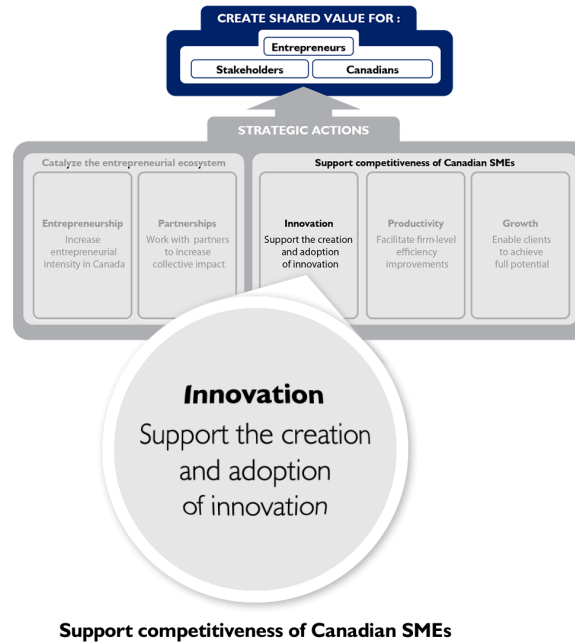 CREATE SHARED VALUE FOR :
Entrepreneurs
Stakeholders
Canadians
STRATEGIC ACTIONS
Catalyze the entrepreneurial ecosystem
Entrepreneurship
Increase
entrepreneurial
intensity in Canada
Partnerships
Work with partners
to increase
collective impact
Support competitiveness of Canadian SMEs
Innovation
Support the creation
and adoption
of innovation
Productivity
Facilitate firm-level
efficiency
improvements
Growth
Enable clients
to achieve
full potential
Innovation
Support the creation
and adoption
of innovation
Support competitiveness of Canadian SMEs